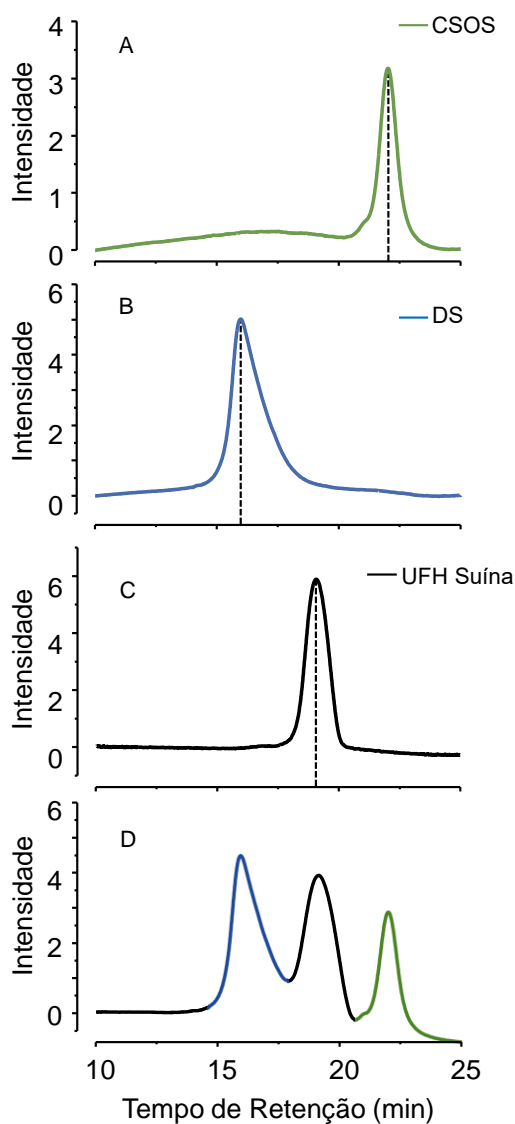 A
CSOS
4
3
2
1
0
Intensidade
B
DS
6
4
2
0
Intensidade
C
UFH Suína
6
4
2
0
Intensidade
D
6
4
2
0
Intensidade
10 15 20 25
Tempo de Retenção (min)